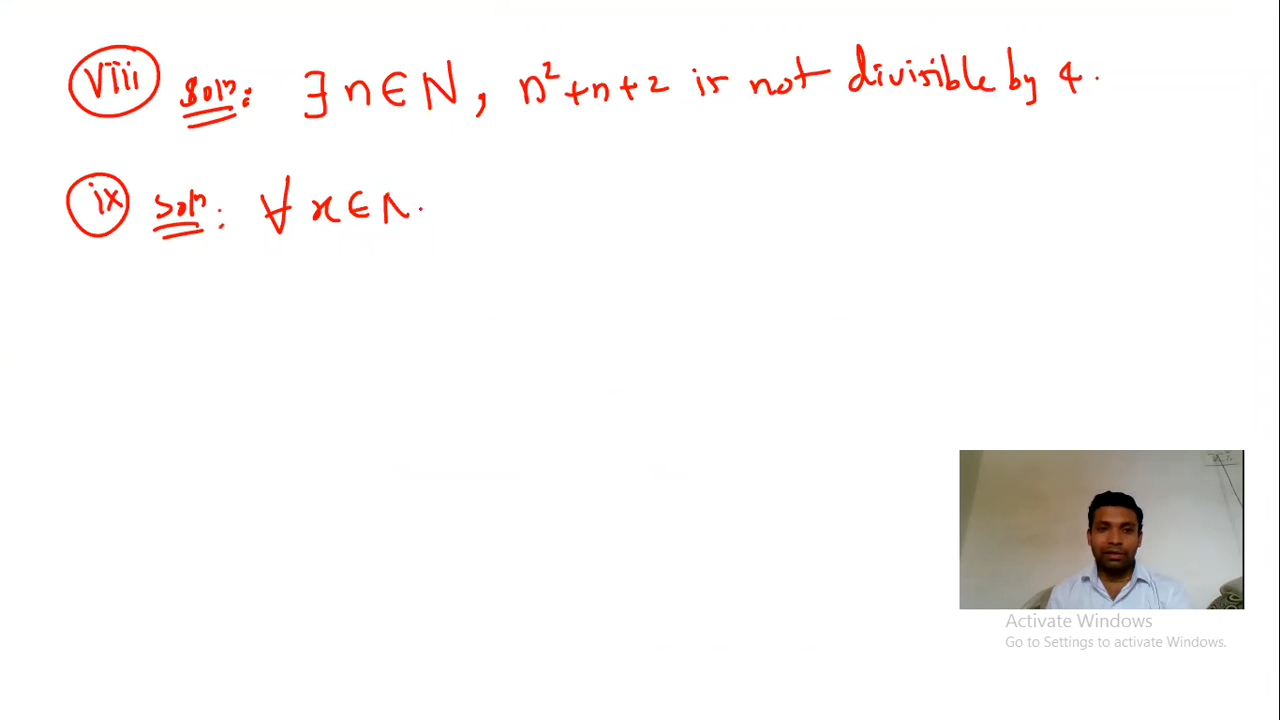 viii Soln: ∃ n ∈ N, n²+n+2 is not divisible by 4.
ix Soln: ∀ x ∈
Activate Windows
Go to Settings to activate Windows.